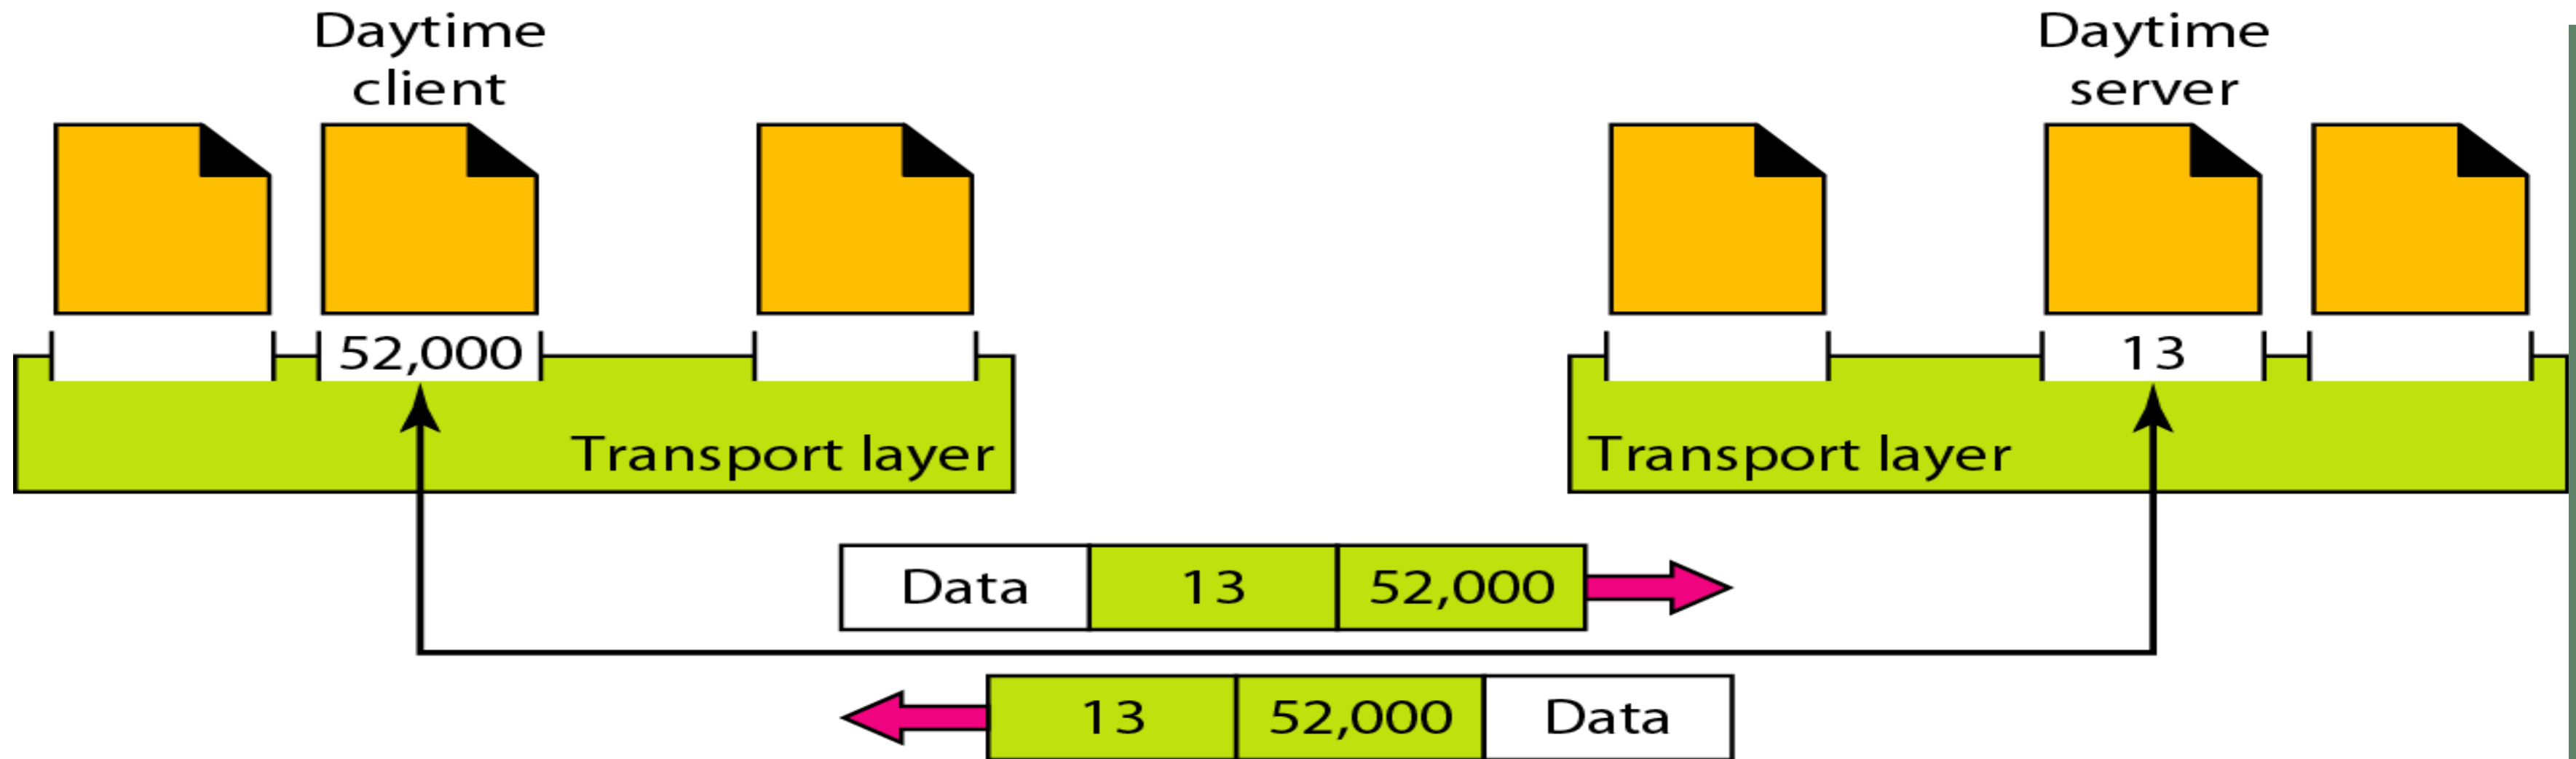 Daytime
client
Daytime
server
52,000
13
Transport layer
Transport layer
Data 13 52,000
13 52,000 Data